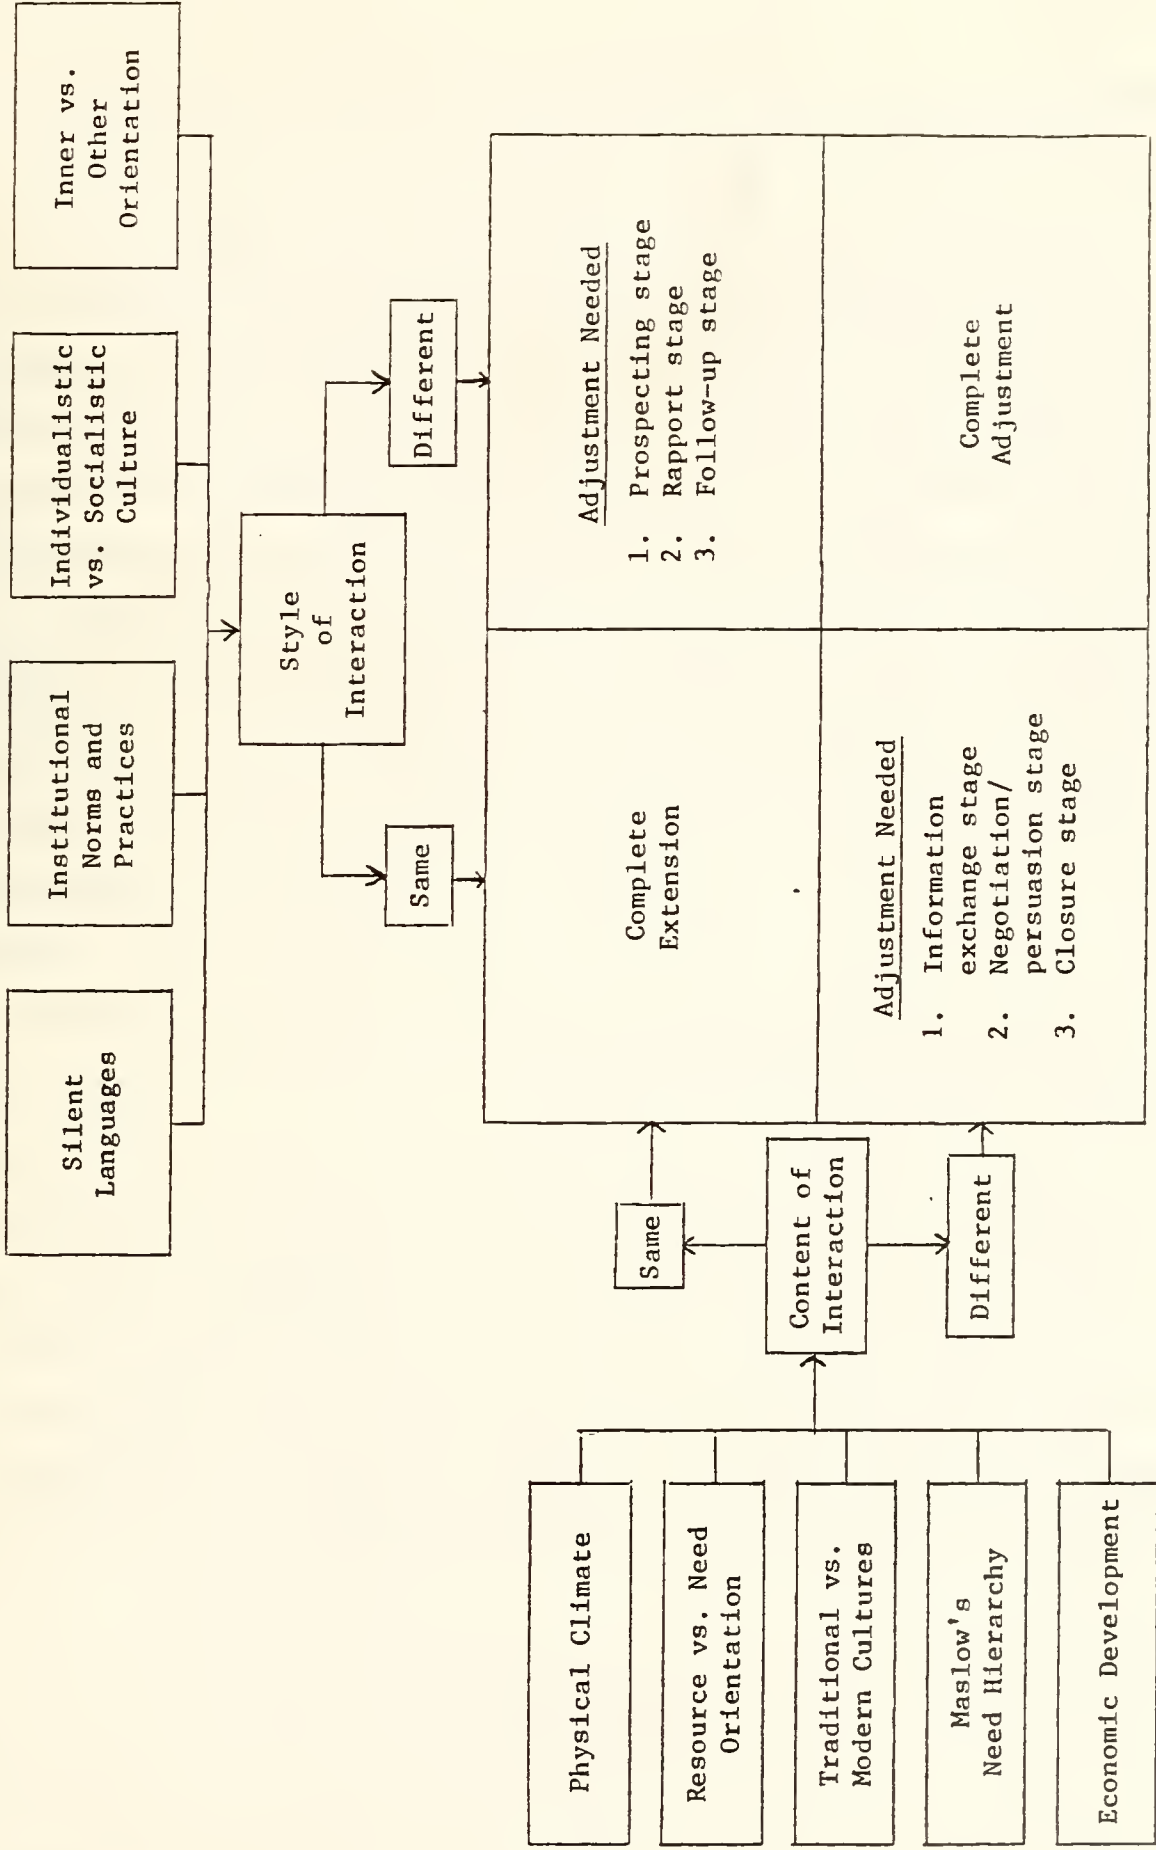 Silent
Languages
Institutional
Norms and
Practices
Individualistic
vs. Socialistic
Culture
Inner vs.
Other
Orientation
Style
of
Interaction
Same
Different
Physical Climate
Resource vs. Need
Orientation
Traditional vs.
Modern Cultures
Maslow's
Need Hierarchy
Economic Development
Content of
Interaction
Same
Different
Complete
Extension
Adjustment Needed
1. Prospecting stage
2. Rapport stage
3. Follow-up stage
Adjustment Needed
1. Information
exchange stage
2. Negotiation/
persuasion stage
3. Closure stage
Complete
Adjustment